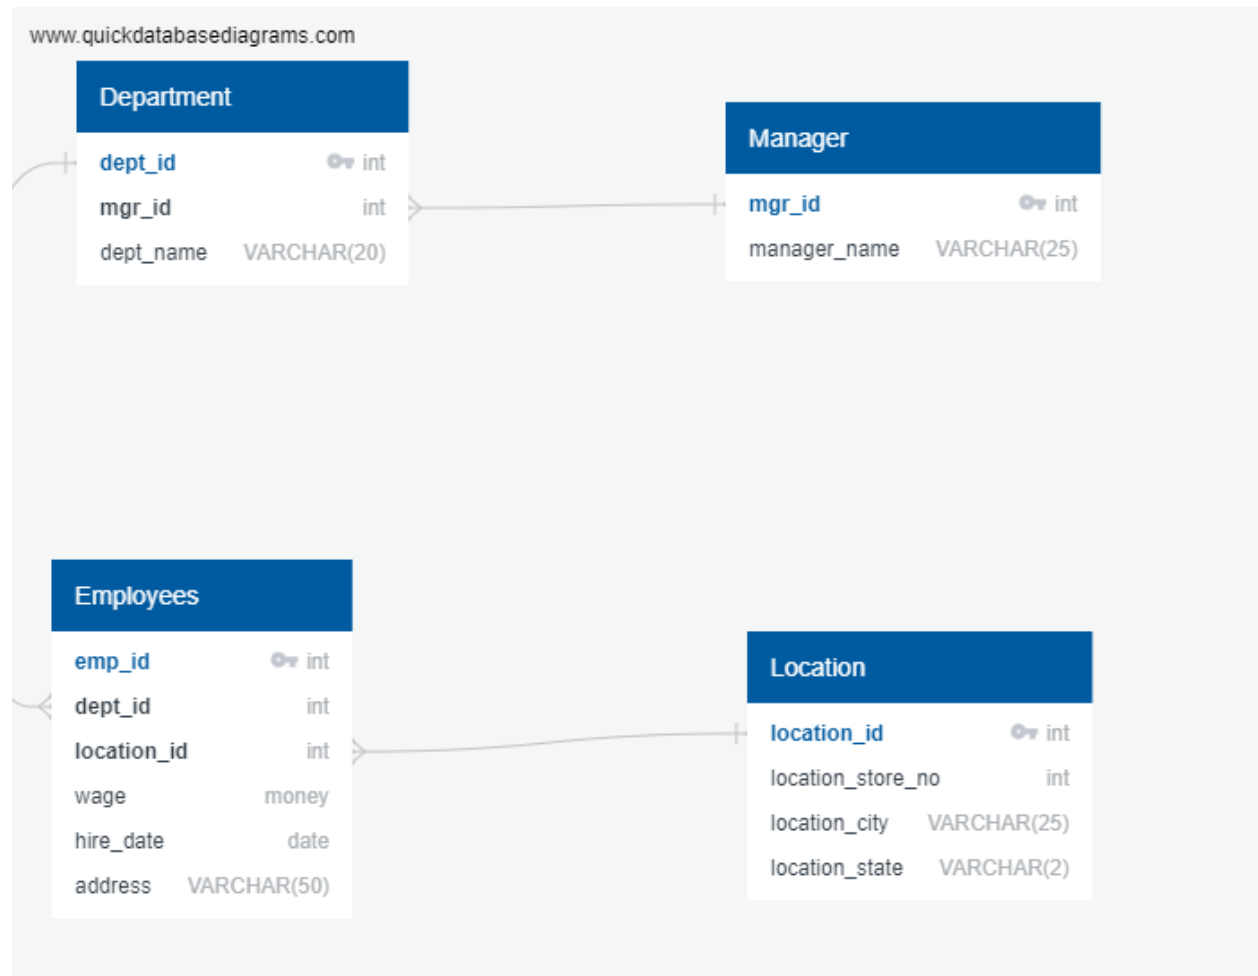 www.quickdatabasediagrams.com
Department
dept_id int
mgr_id int
dept_name VARCHAR(20)
Manager
mgr_id int
manager_name VARCHAR(25)
Employees
emp_id int
dept_id int
location_id int
wage money
hire_date date
address VARCHAR(50)
Location
location_id int
location_store_no int
location_city VARCHAR(25)
location_state VARCHAR(2)